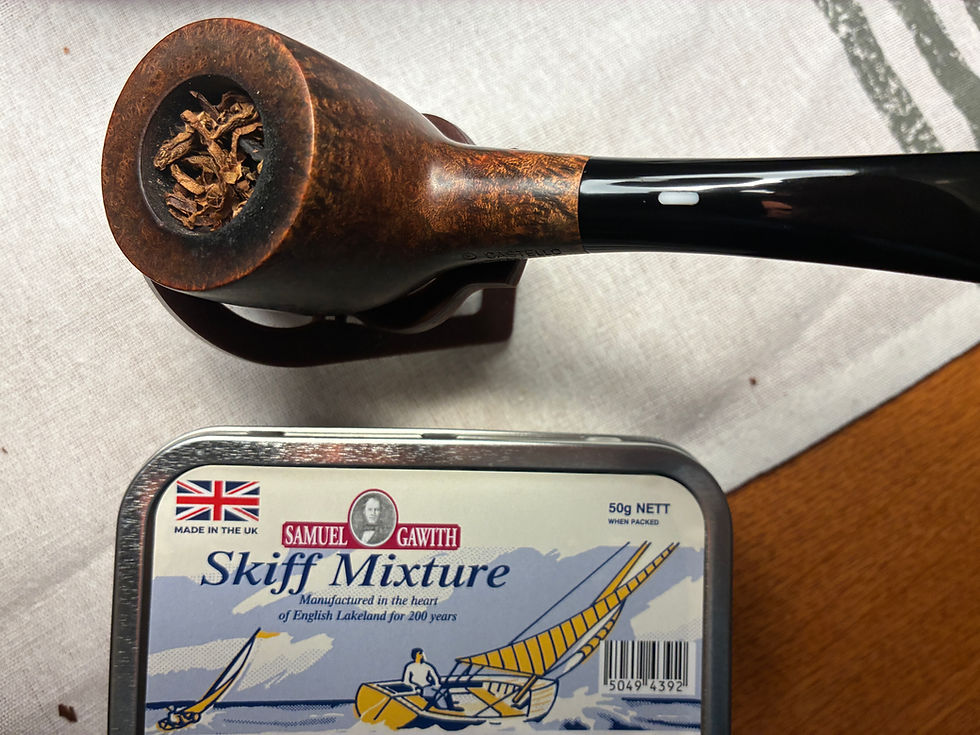 CASTELLO
MADE IN THE UK
SAMUEL GAWITH
50g NETT
WHEN PACKED
Skiff Mixture
Manufactured in the heart
of English Lakeland for 200 years
5049 4392